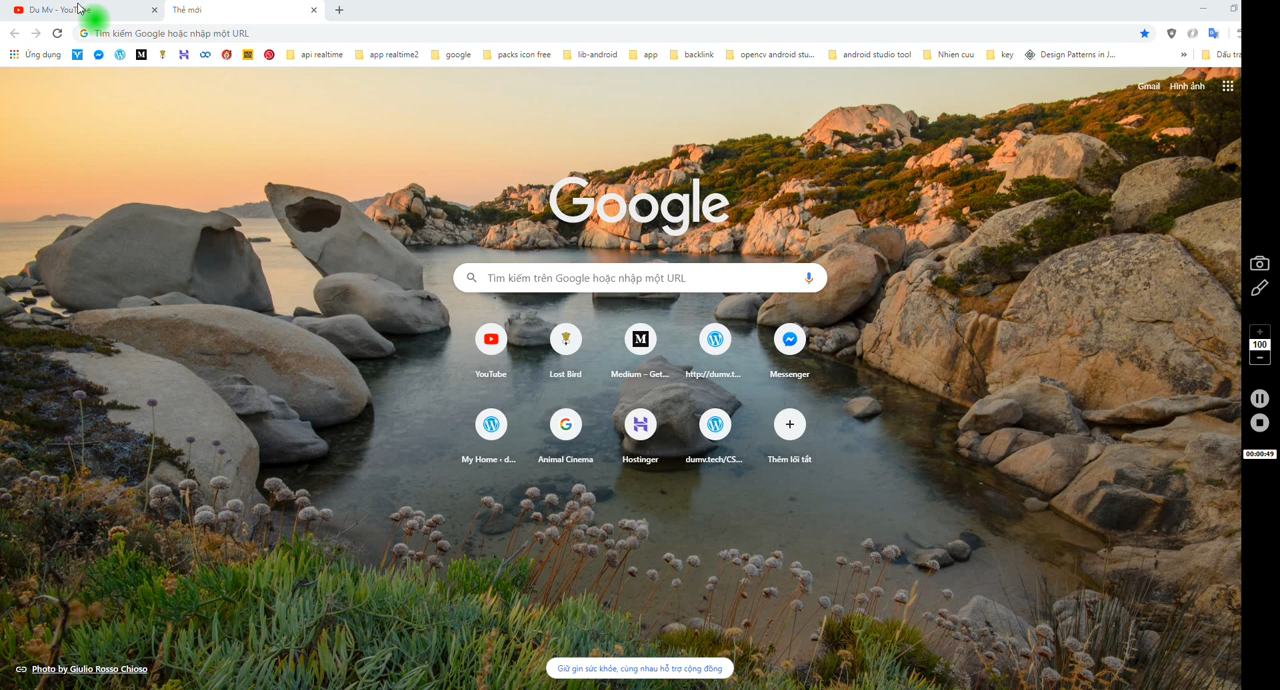 Du Mv - YouTube
Thẻ mới
Tìm kiếm Google hoặc nhập một URL
Ứng dụng
api realtime
app realtime2
google
packs icon free
lib-android
app
backlink
opencv android stu...
android studio tool
Nhien cuu
key
Design Patterns in J...
»
Gmail
Hình ảnh
Google
Tìm kiếm trên Google hoặc nhập một URL
YouTube
Lost Bird
Medium – Get...
http://dumv.t...
Messenger
My Home ‹ d...
Animal Cinema
Hostinger
dumv.tech/CS...
Thêm lối tắt
100
00:00:49
Photo by Giulio Rosso Chioso
Giữ gìn sức khỏe, cùng nhau hỗ trợ cộng đồng